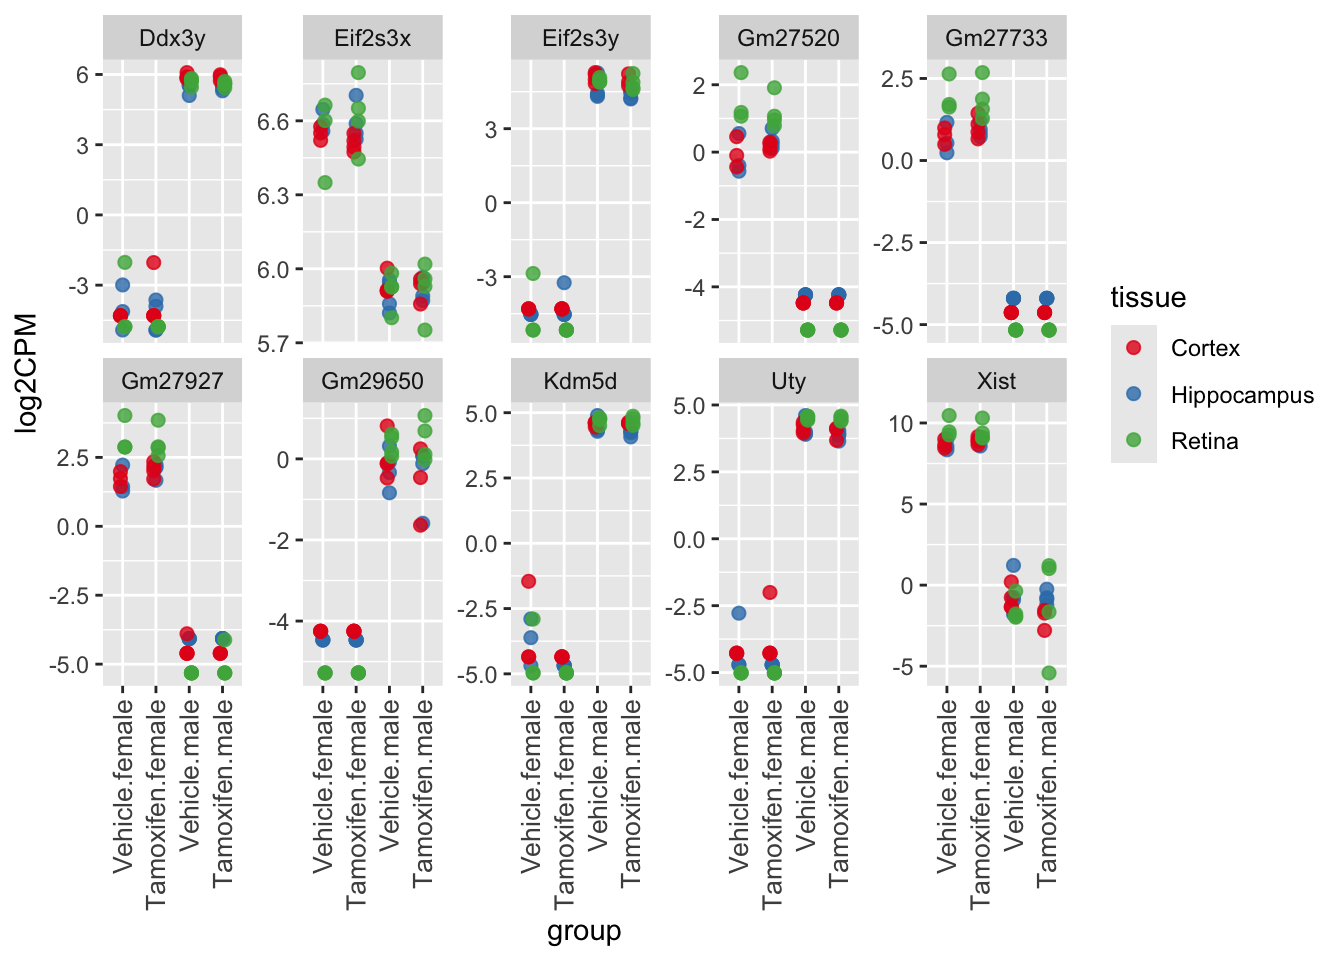 Ddx3y Eif2s3x Eif2s3y Gm27520 Gm27733
6
3
0
-3
6.6
6.3
6.0
5.7
3
0
-3
2
0
-2
-4
2.5
0.0
-2.5
-5.0
Gm27927 Gm29650 Kdm5d Uty Xist
2.5
0.0
-2.5
-5.0
0
-2
-4
5.0
2.5
0.0
-2.5
-5.0
5.0
2.5
0.0
-2.5
-5.0
10
5
0
-5
log2CPM
Vehicle.female
Tamoxifen.female
Vehicle.male
Tamoxifen.male
Vehicle.female
Tamoxifen.female
Vehicle.male
Tamoxifen.male
Vehicle.female
Tamoxifen.female
Vehicle.male
Tamoxifen.male
Vehicle.female
Tamoxifen.female
Vehicle.male
Tamoxifen.male
Vehicle.female
Tamoxifen.female
Vehicle.male
Tamoxifen.male
group
tissue
Cortex
Hippocampus
Retina